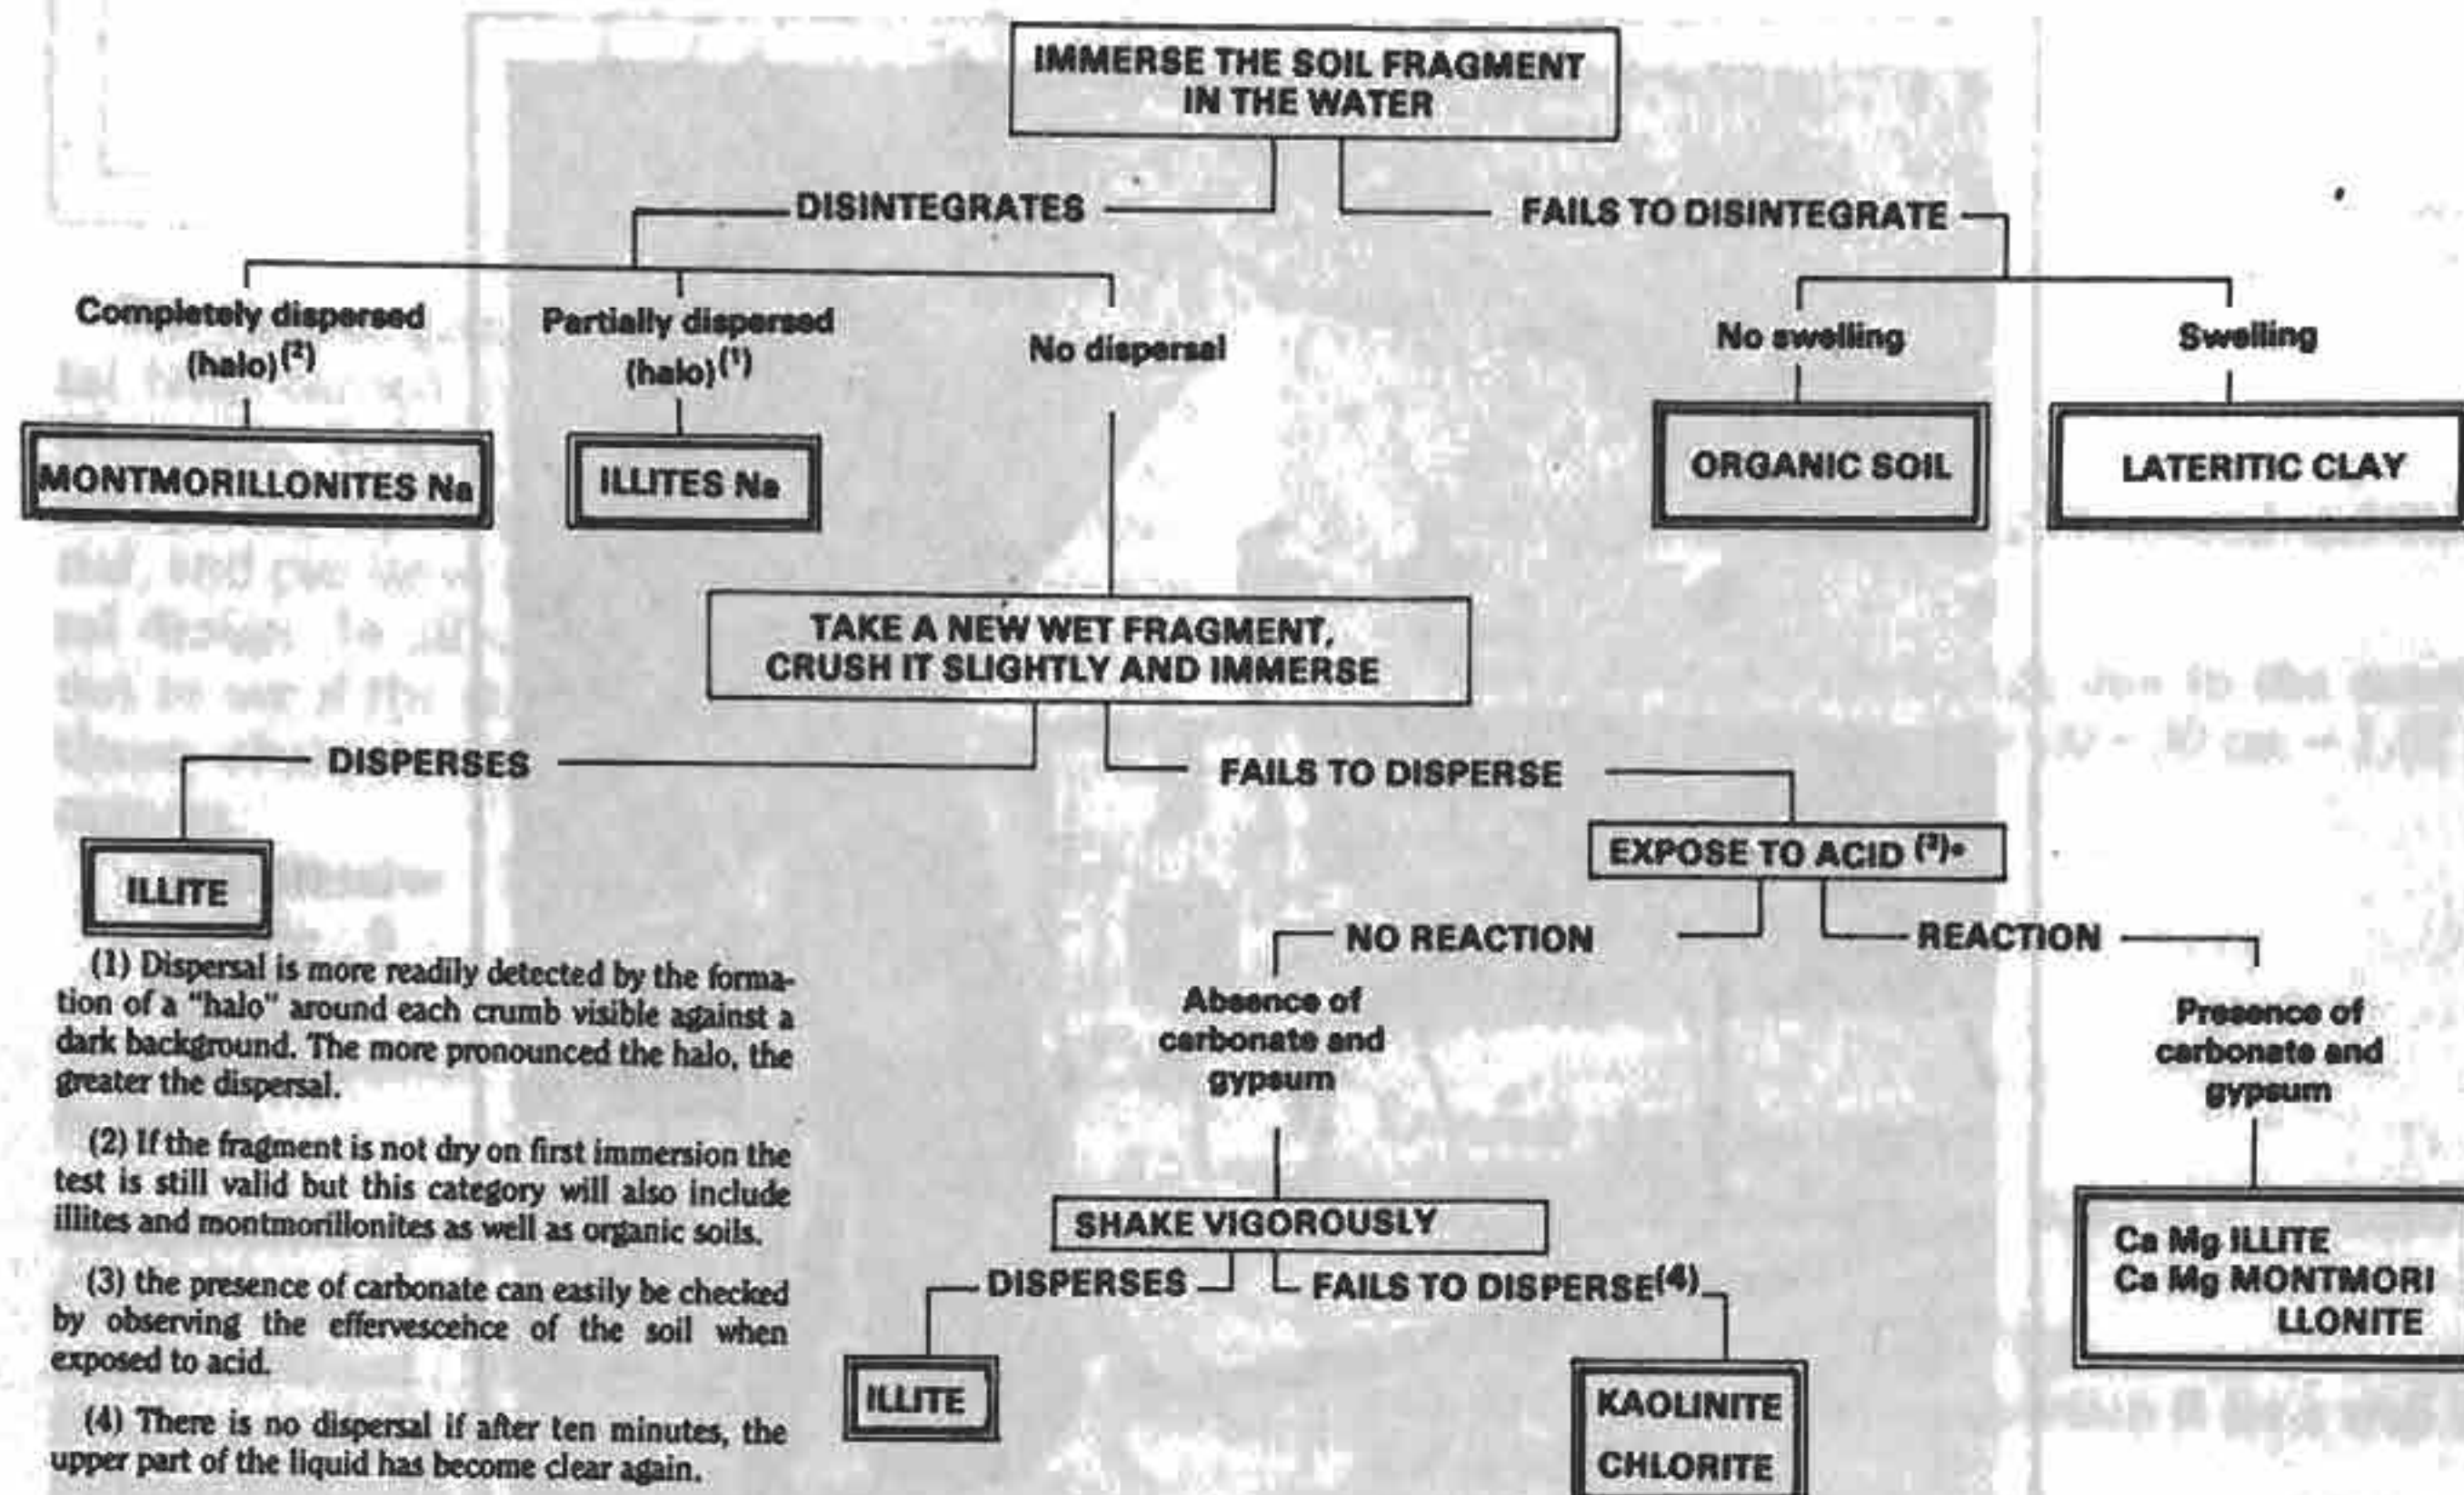 IMMERSE THE SOIL FRAGMENT
IN THE WATER
DISINTEGRATES
FAILS TO DISINTEGRATE
Completely dispersed
(halo)(2)
Partially dispersed
(halo)(1)
No dispersal
No swelling
Swelling
MONTMORILLONITES Na
ILLITES Na
ORGANIC SOIL
LATERITIC CLAY
TAKE A NEW WET FRAGMENT,
CRUSH IT SLIGHTLY AND IMMERSE
DISPERSES
FAILS TO DISPERSE
ILLITE
EXPOSE TO ACID (3)•
NO REACTION
REACTION
Absence of
carbonate and
gypsum
Presence of
carbonate and
gypsum
SHAKE VIGOROUSLY
DISPERSES
FAILS TO DISPERSE(4)
ILLITE
KAOLINITE
CHLORITE
Ca Mg ILLITE
Ca Mg MONTMORI
LLONITE
(1) Dispersal is more readily detected by the forma-
tion of a "halo" around each crumb visible against a
dark background. The more pronounced the halo, the
greater the dispersal.
(2) If the fragment is not dry on first immersion the
test is still valid but this category will also include
illites and montmorillonites as well as organic soils.
(3) the presence of carbonate can easily be checked
by observing the effervescehce of the soil when
exposed to acid.
(4) There is no dispersal if after ten minutes, the
upper part of the liquid has become clear again.